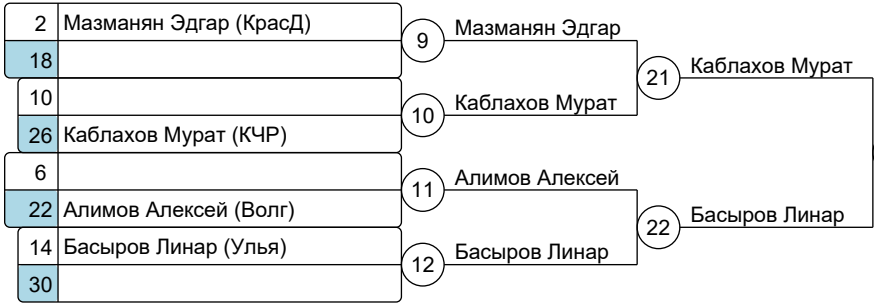 2 Мазманян Эдгар (КрасД)
18
9 Мазманян Эдгар
10
26 Каблахов Мурат (КЧР)
10 Каблахов Мурат
21 Каблахов Мурат
6
22 Алимов Алексей (Волг)
11 Алимов Алексей
14 Басыров Линар (Улья)
30
12 Басыров Линар
22 Басыров Линар